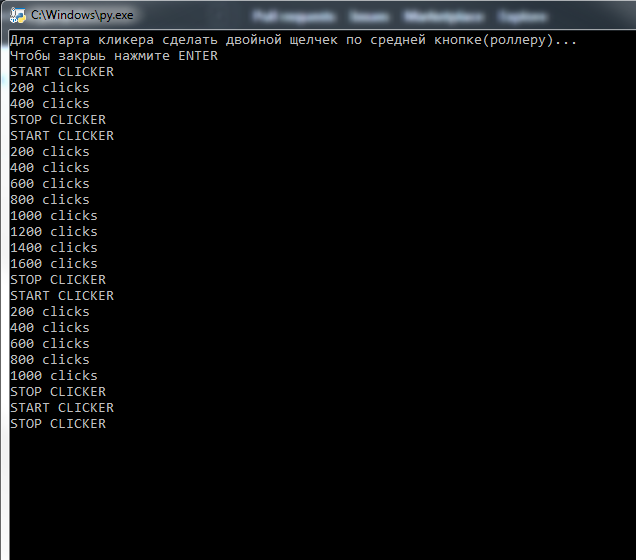 C:\Windows\py.exe
Pull requests Issues Marketplace Explore
Для старта кликера сделать двойной щелчек по средней кнопке(роллеру)...
Чтобы закрыь нажмите ENTER
START CLICKER
200 clicks
400 clicks
STOP CLICKER
START CLICKER
200 clicks
400 clicks
600 clicks
800 clicks
1000 clicks
1200 clicks
1400 clicks
1600 clicks
STOP CLICKER
START CLICKER
200 clicks
400 clicks
600 clicks
800 clicks
1000 clicks
STOP CLICKER
START CLICKER
STOP CLICKER